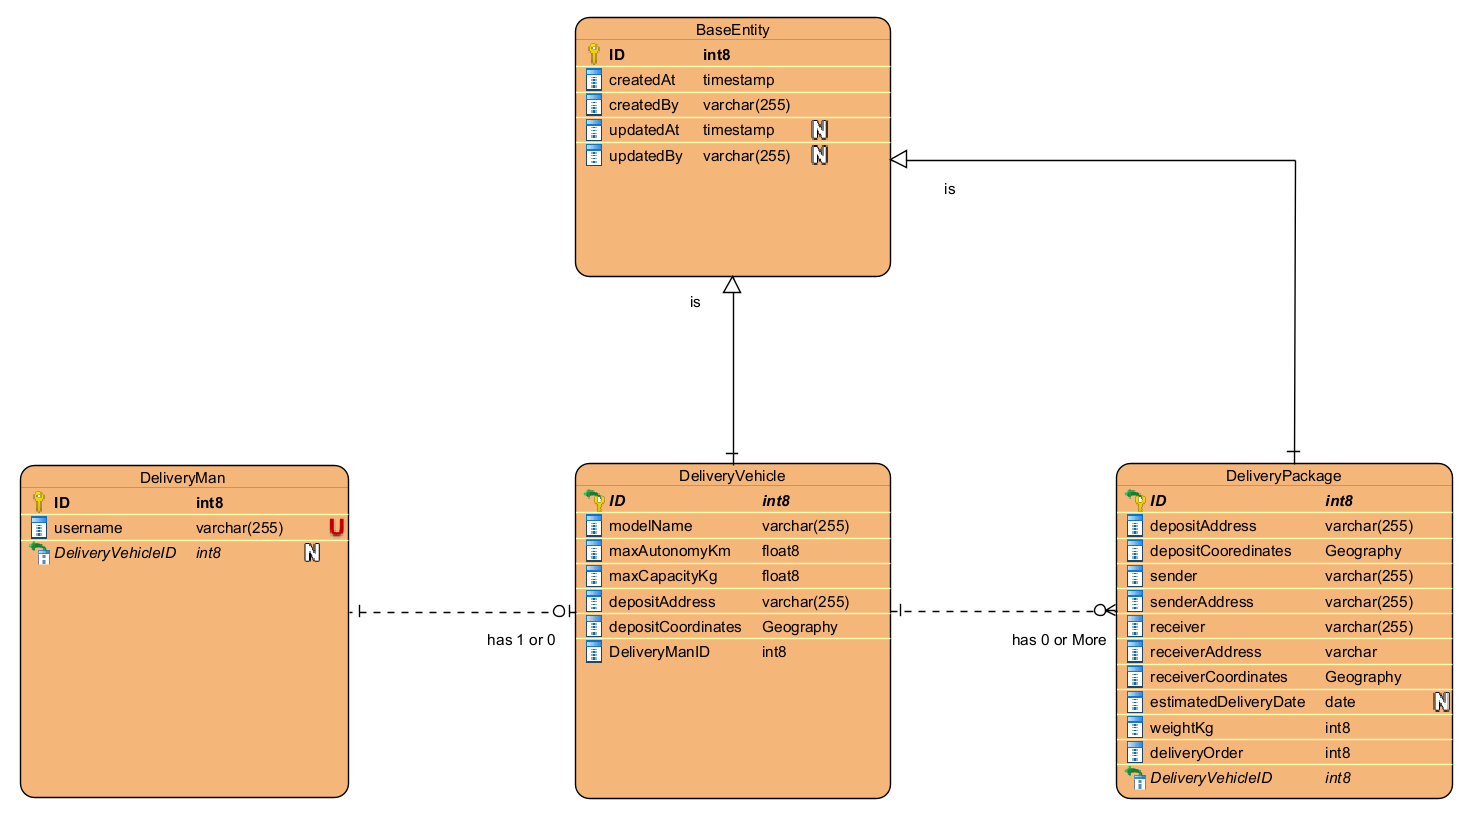 BaseEntity
ID int8
createdAt timestamp
createdBy varchar(255)
updatedAt timestamp N
updatedBy varchar(255) N
is
is
DeliveryMan
ID int8
username varchar(255) U
DeliveryVehicleID int8 N
has 1 or 0
DeliveryVehicle
ID int8
modelName varchar(255)
maxAutonomyKm float8
maxCapacityKg float8
depositAddress varchar(255)
depositCoordinates Geography
DeliveryManID int8
has 0 or More
DeliveryPackage
ID int8
depositAddress varchar(255)
depositCooredinates Geography
sender varchar(255)
senderAddress varchar(255)
receiver varchar(255)
receiverAddress varchar
receiverCoordinates Geography
estimatedDeliveryDate date N
weightKg int8
deliveryOrder int8
DeliveryVehicleID int8